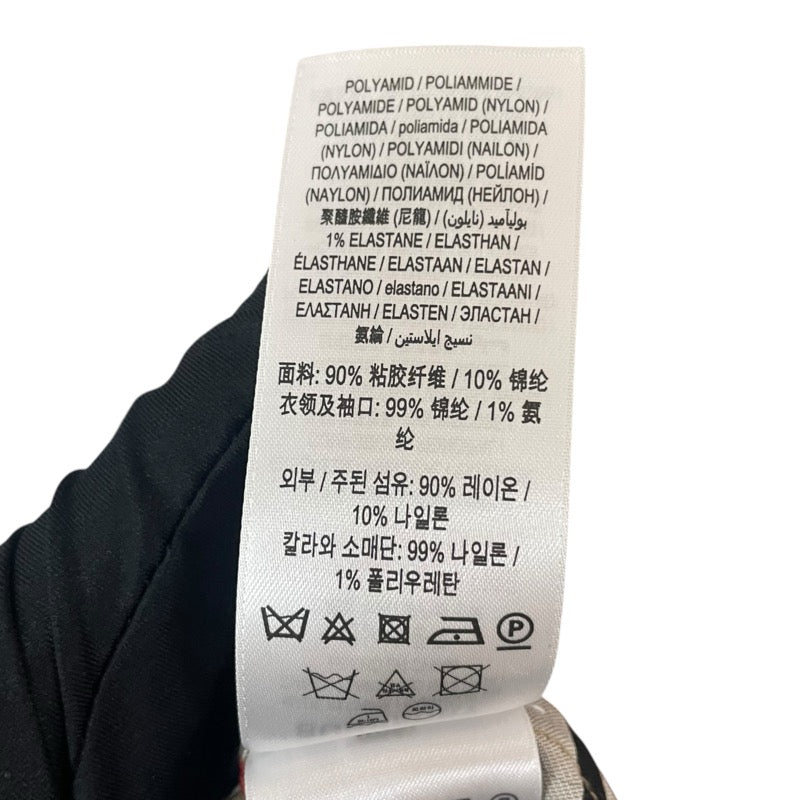 POLYAMID / POLIAMMIDE /
POLYAMIDE / POLYAMID (NYLON) /
POLIAMIDA / poliamida / POLIAMIDA
(NYLON) / POLYAMIDI (NAILON) /
ΠΟΛΥΑΜΙΔΙΟ (ΝΑΪΛΟΝ) / POLİAMİD
(NAYLON) / ПОЛИАМИД (НЕЙЛОН) /
聚醯胺纖維 (尼龍) / بولياميد (نايلون) /
1% ELASTANE / ELASTHAN /
ÉLASTHANE / ELASTAAN / ELASTAN /
ELASTANO / elastano / ELASTAANI /
ΕΛΑΣΤΑΝΗ / ELASTEN / ЭЛАСТАН /
氨綸 / نسيج ايلاستين
面料: 90% 粘胶纤维 / 10% 锦纶
衣领及袖口: 99% 锦纶 / 1% 氨
纶
외부 / 주된 섬유: 90% 레이온 /
10% 나일론
칼라와 소매단: 99% 나일론 /
1% 폴리우레탄
P